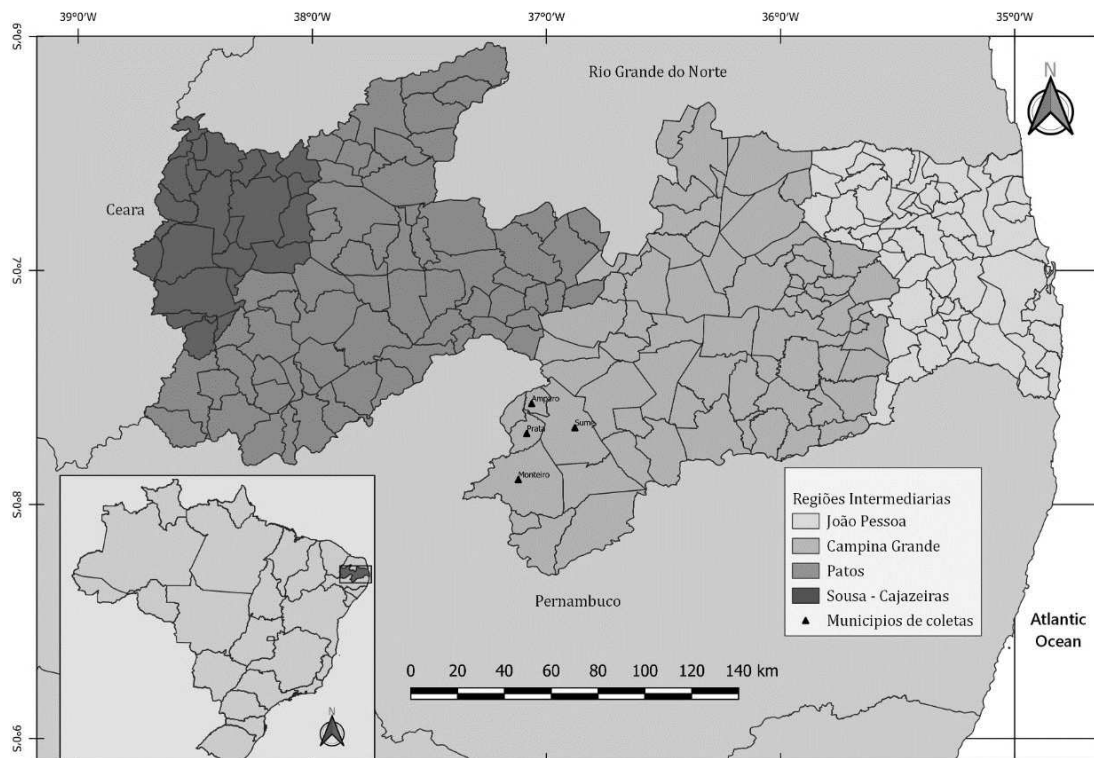 39°0'W 38°0'W 37°0'W 36°0'W 35°0'W
6°0'S
Rio Grande do Norte
N
Ceara
7°0'S
Amparo
Sume
Prata
Monteiro
8°0'S
Regiões Intermediarias
João Pessoa
Campina Grande
Patos
Sousa - Cajazeiras
Municipios de coletas
Pernambuco
Atlantic
Ocean
0 20 40 60 80 100 120 140 km
N
9°0'S